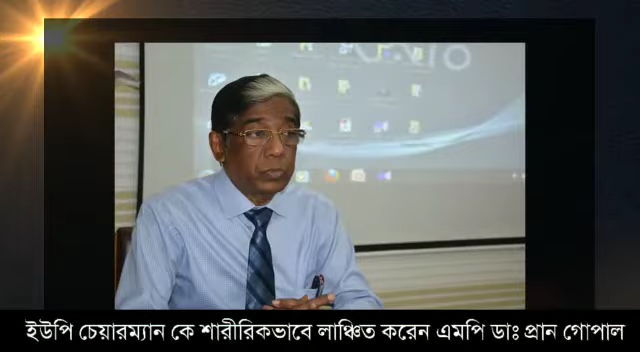 ইউপি চেয়ারম্যান কে শারীরিকভাবে লাঞ্চিত করেন এমপি ডাঃ প্রান গোপাল